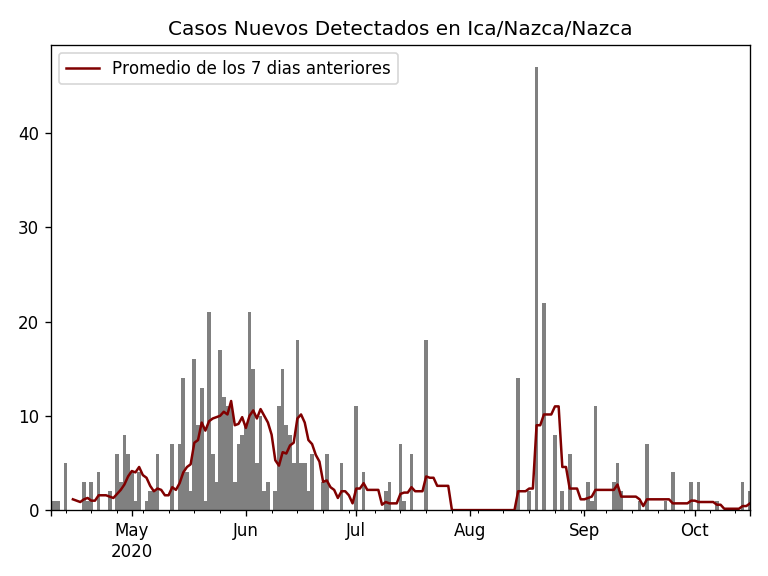 Casos Nuevos Detectados en Ica/Nazca/Nazca
Promedio de los 7 dias anteriores
40
30
20
10
0
May Jun Jul Aug Sep Oct
2020